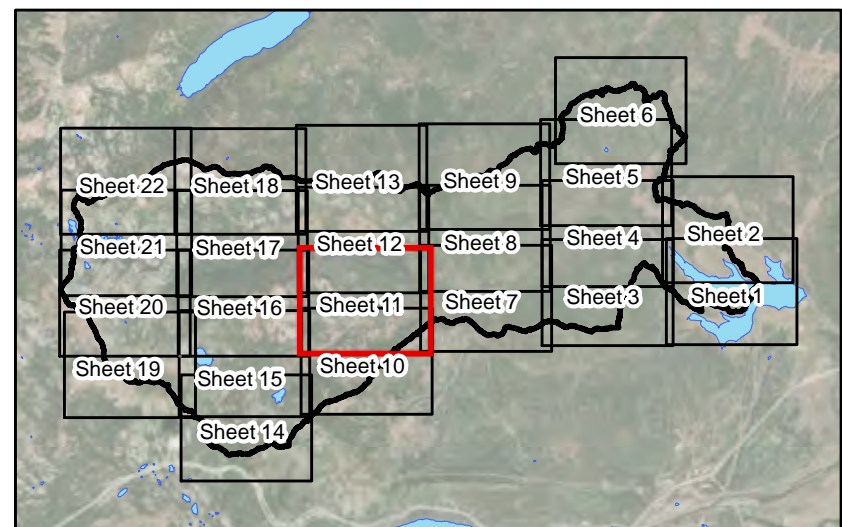 Sheet 6
Sheet 22
Sheet 18
Sheet 13
Sheet 9
Sheet 5
Sheet 21
Sheet 17
Sheet 12
Sheet 8
Sheet 4
Sheet 2
Sheet 20
Sheet 16
Sheet 11
Sheet 7
Sheet 3
Sheet 1
Sheet 19
Sheet 15
Sheet 10
Sheet 14